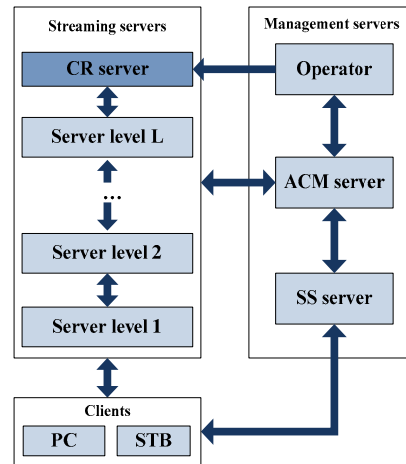 Streaming servers
CR server
Server level L
...
Server level 2
Server level 1
Management servers
Operator
ACM server
SS server
Clients
PC
STB